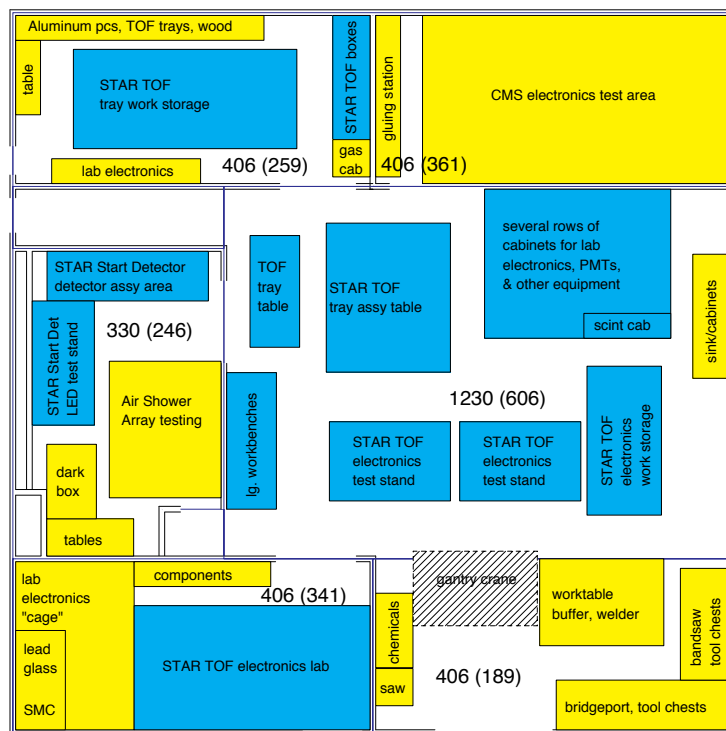 Aluminum pcs, TOF trays, wood
table
STAR TOF
tray work storage
STAR TOF boxes
gluing station
CMS electronics test area
lab electronics
406 (259)
gas
cab
406 (361)
STAR Start Detector
detector assy area
TOF
tray
table
STAR TOF
tray assy table
several rows of
cabinets for lab
electronics, PMTs,
& other equipment
scint cab
sink/cabinets
STAR Start Det
LED test stand
330 (246)
Air Shower
Array testing
lg. workbenches
1230 (606)
STAR TOF
electronics
test stand
STAR TOF
electronics
test stand
STAR TOF
electronics
work storage
dark
box
tables
lab
electronics
"cage"
components
406 (341)
gantry crane
worktable
buffer, welder
bandsaw
tool chests
chemicals
lead
glass
SMC
STAR TOF electronics lab
saw
406 (189)
bridgeport, tool chests